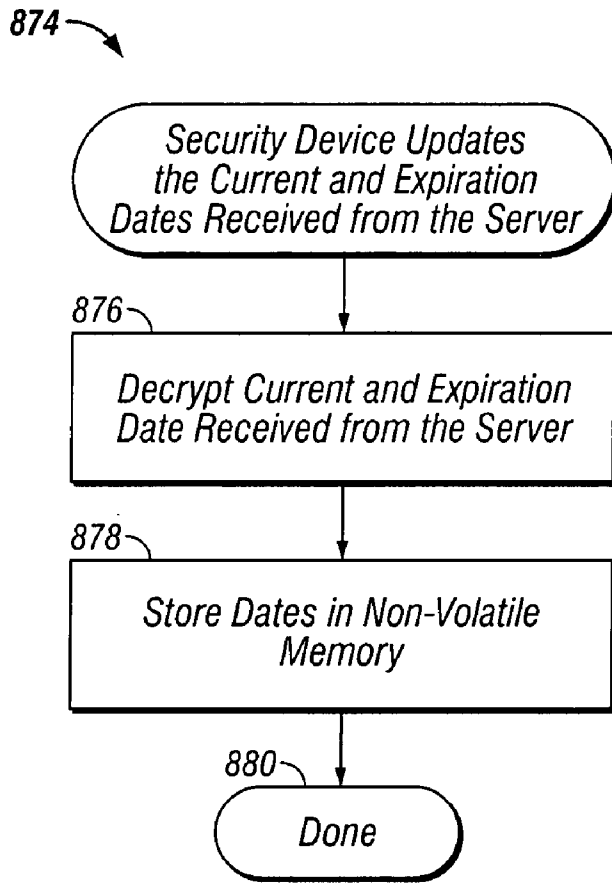 874
Security Device Updates
the Current and Expiration
Dates Received from the Server
876
Decrypt Current and Expiration
Date Received from the Server
878
Store Dates in Non-Volatile
Memory
880
Done